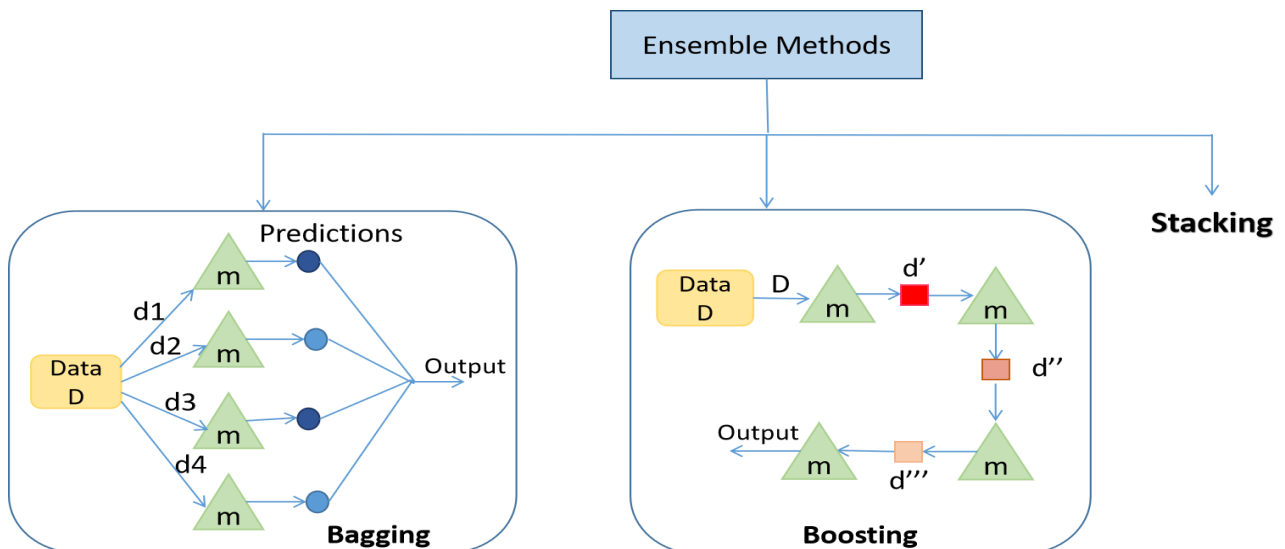 Ensemble Methods
Predictions
m
d1
d2
m
Data
D
d3
m
d4
m
Output
Bagging
Data
D
D
m
d'
m
d''
m
d'''
m
Output
Boosting
Stacking